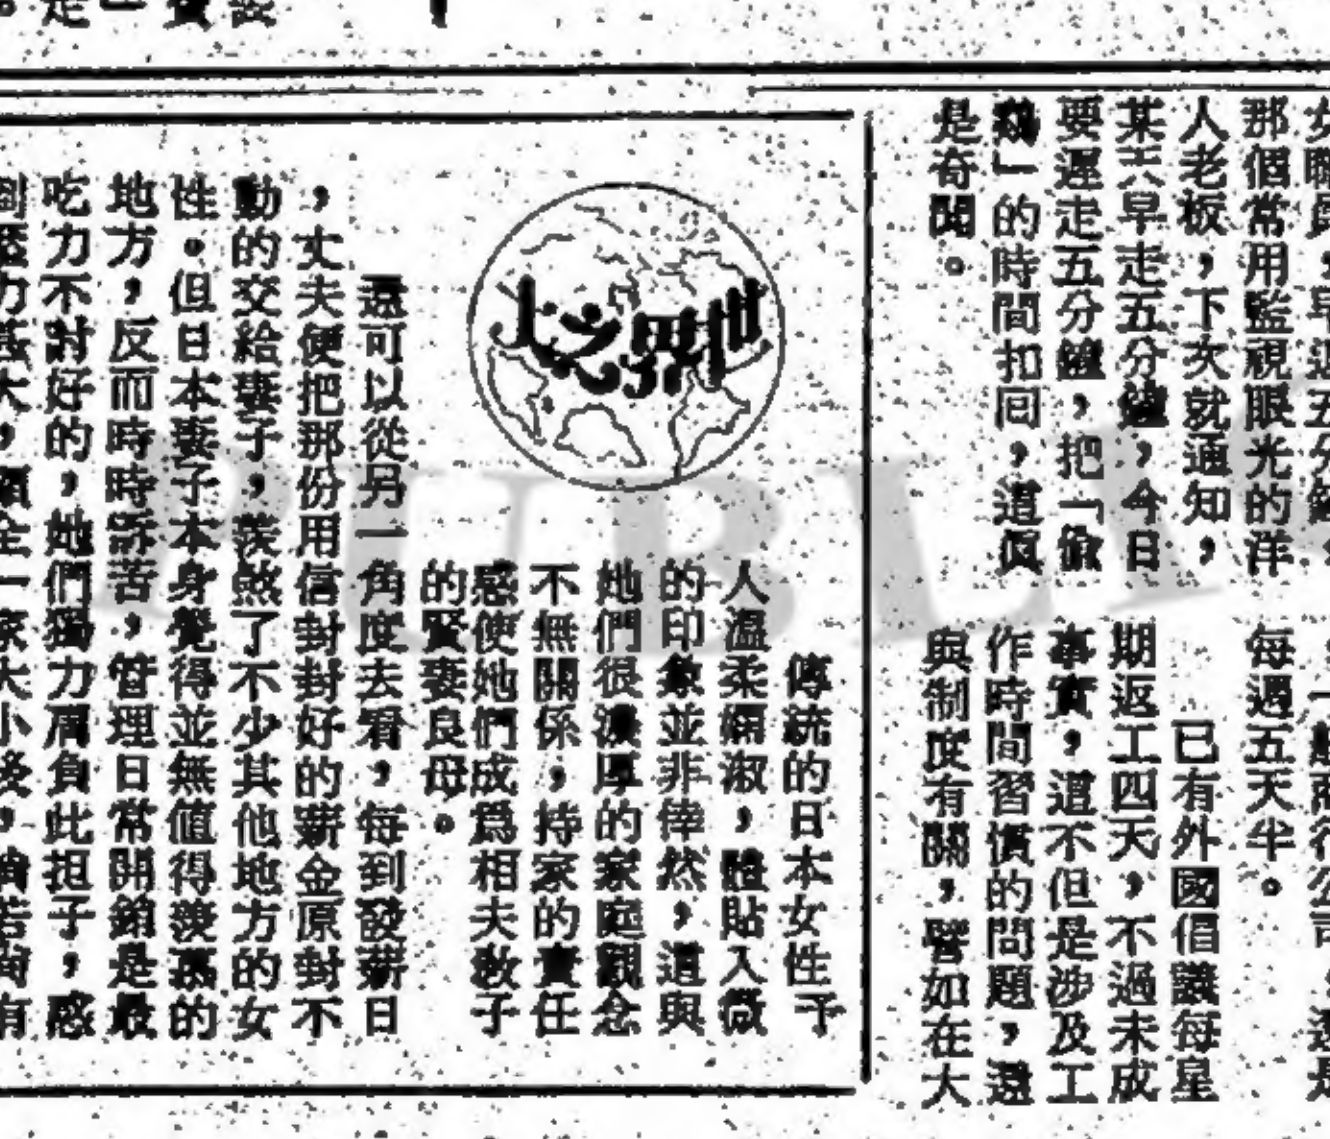 那個常用監視眼光的洋
人老板，下次就通知，
某天早走五分鐘，今日
要遲走五分鐘，把「偷
雞」的時間扣回，這眞
是奇聞。
每週五天半。
已有外國倡議每星
期返工四天，不過未成
事實，這不但是涉及工
作時間習慣的問題，還
與制度有關，譬如在大
世界之大
傳統的日本女性予
人溫柔嫻淑，體貼入微
的印象並非倖然，這與
她們很濃厚的家庭觀念
不無關係，持家的責任
感使她們成爲相夫敎子
的賢妻良母。
還可以從另一角度去看，每到發薪日
，丈夫便把那份用信封封好的薪金原封不
動的交給妻子，羨煞了不少其他地方的女
性。但日本妻子本身覺得並無値得羨慕的
地方，反而時時訴苦，管理日常開銷是最
吃力不討好的，她們獨力肩負此担子，感
到壓力甚大，顧全一家大小後，
PUBLI